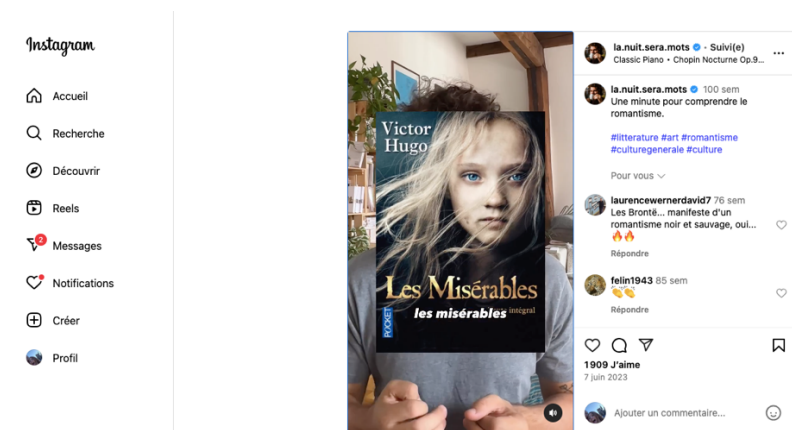 Instagram
Accueil
Recherche
Découvrir
Reels
2
Messages
Notifications
Créer
Profil
Victor
Hugo
Les Misérables
intégral
les misérables
POCKET
la.nuit.sera.mots • Suivi(e)
Classic Piano • Chopin Nocturne Op.9...
la.nuit.sera.mots 100 sem
Une minute pour comprendre le
romantisme.
#litterature #art #romantisme
#culturegenerale #culture
Pour vous
laurencewernerdavid7 76 sem
Les Brontë... manifeste d'un
romantisme noir et sauvage, oui...
🔥🔥
Répondre
felin1943 85 sem
👏👏
Répondre
1 909 J'aime
7 juin 2023
Ajouter un commentaire...